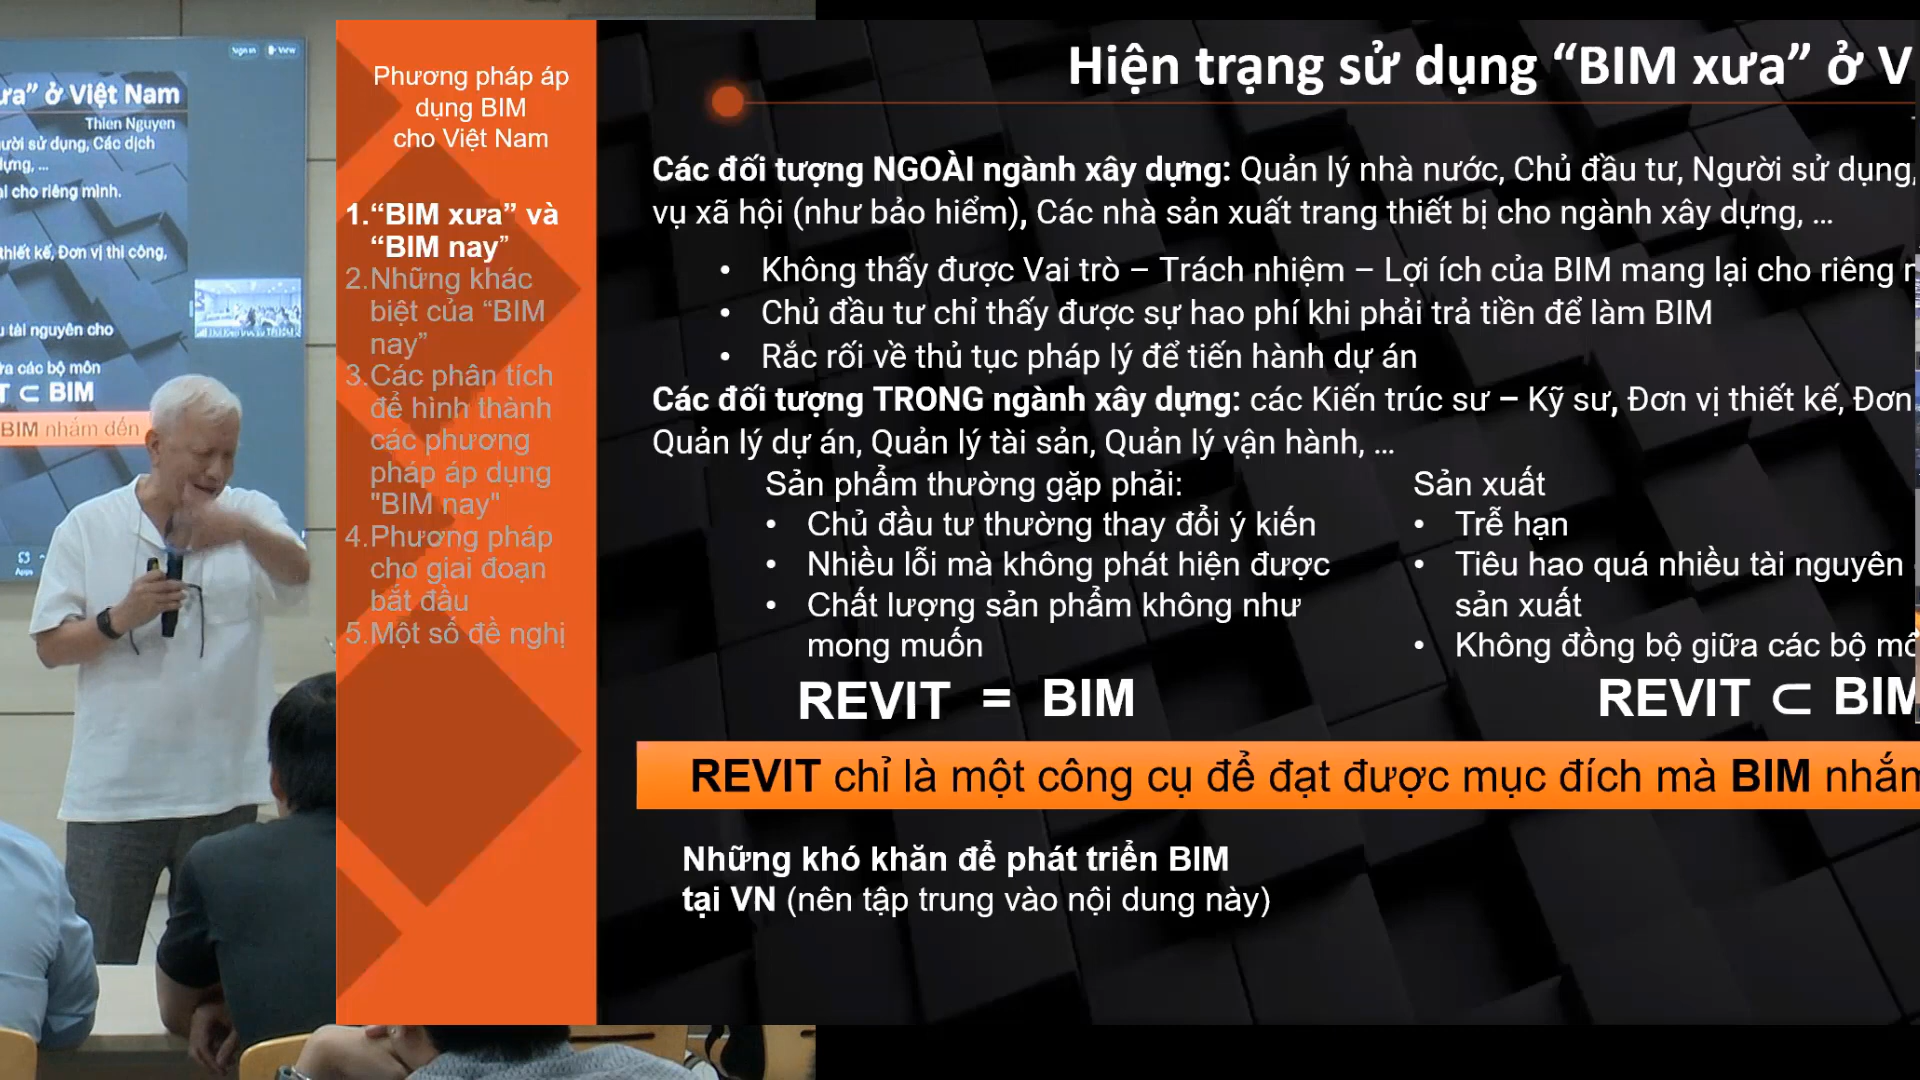 Sign in View
ưa” ở Việt Nam
Thien Nguyen
ười sử dụng, Các dịch
dựng, ...
ại cho riêng mình.
thiết kế, Đơn vị thi công,
u tài nguyên cho
ữa các bộ môn
T ⊂ BIM
BIM nhắm đến
Apps
Phương pháp áp
dụng BIM
cho Việt Nam
1.“BIM xưa” và
“BIM nay”
2.Những khác
biệt của “BIM
nay”
3.Các phân tích
để hình thành
các phương
pháp áp dụng
"BIM nay"
4.Phương pháp
cho giai đoạn
bắt đầu
5.Một số đề nghị
Hiện trạng sử dụng “BIM xưa” ở V
Các đối tượng NGOÀI ngành xây dựng: Quản lý nhà nước, Chủ đầu tư, Người sử dụng,
vụ xã hội (như bảo hiểm), Các nhà sản xuất trang thiết bị cho ngành xây dựng, ...
• Không thấy được Vai trò – Trách nhiệm – Lợi ích của BIM mang lại cho riêng
• Chủ đầu tư chỉ thấy được sự hao phí khi phải trả tiền để làm BIM
• Rắc rối về thủ tục pháp lý để tiến hành dự án
Các đối tượng TRONG ngành xây dựng: các Kiến trúc sư – Kỹ sư, Đơn vị thiết kế, Đơn
Quản lý dự án, Quản lý tài sản, Quản lý vận hành, ...
Sản phẩm thường gặp phải:
• Chủ đầu tư thường thay đổi ý kiến
• Nhiều lỗi mà không phát hiện được
• Chất lượng sản phẩm không như
mong muốn
Sản xuất
• Trễ hạn
• Tiêu hao quá nhiều tài nguyên
sản xuất
• Không đồng bộ giữa các bộ mô
REVIT = BIM
REVIT ⊂ BIM
REVIT chỉ là một công cụ để đạt được mục đích mà BIM nhắm
Những khó khăn để phát triển BIM
tại VN (nên tập trung vào nội dung này)